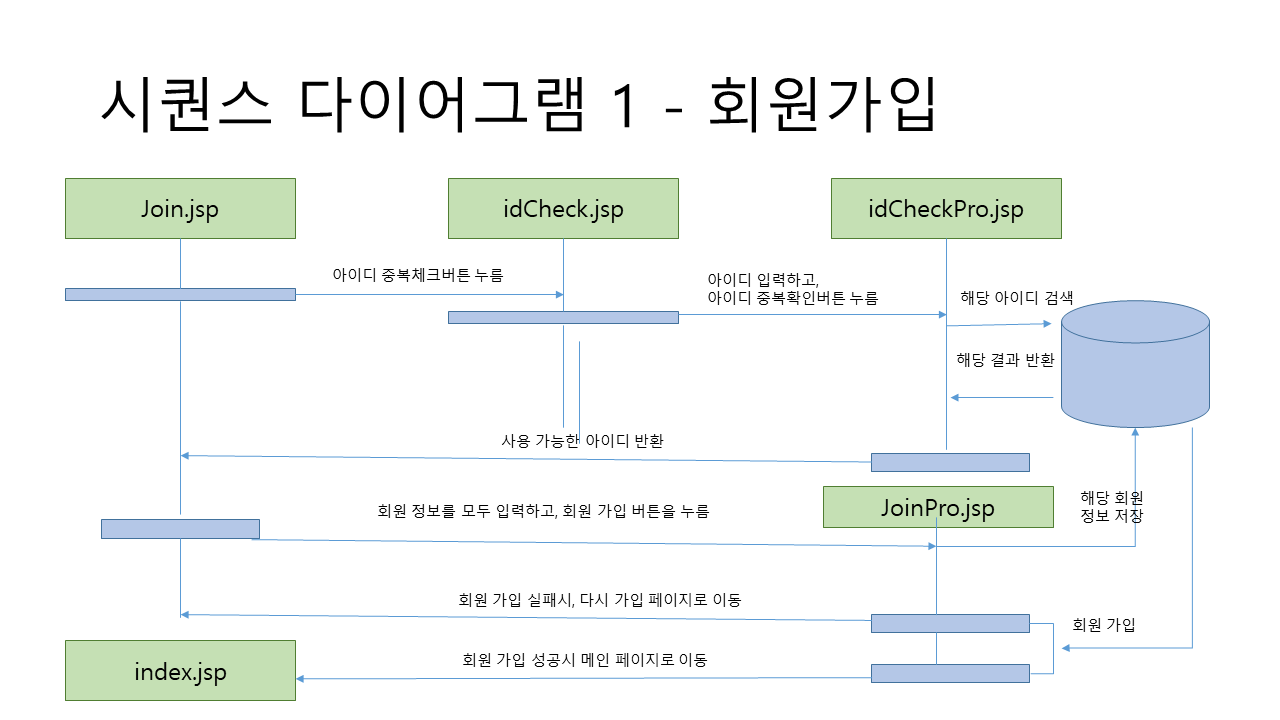 시퀀스 다이어그램 1 - 회원가입
Join.jsp
idCheck.jsp
idCheckPro.jsp
아이디 중복체크버튼 누름
아이디 입력하고,
아이디 중복확인버튼 누름
해당 아이디 검색
해당 결과 반환
사용 가능한 아이디 반환
회원 정보를 모두 입력하고, 회원 가입 버튼을 누름
JoinPro.jsp
해당 회원
정보 저장
회원 가입 실패시, 다시 가입 페이지로 이동
회원 가입
index.jsp
회원 가입 성공시 메인 페이지로 이동